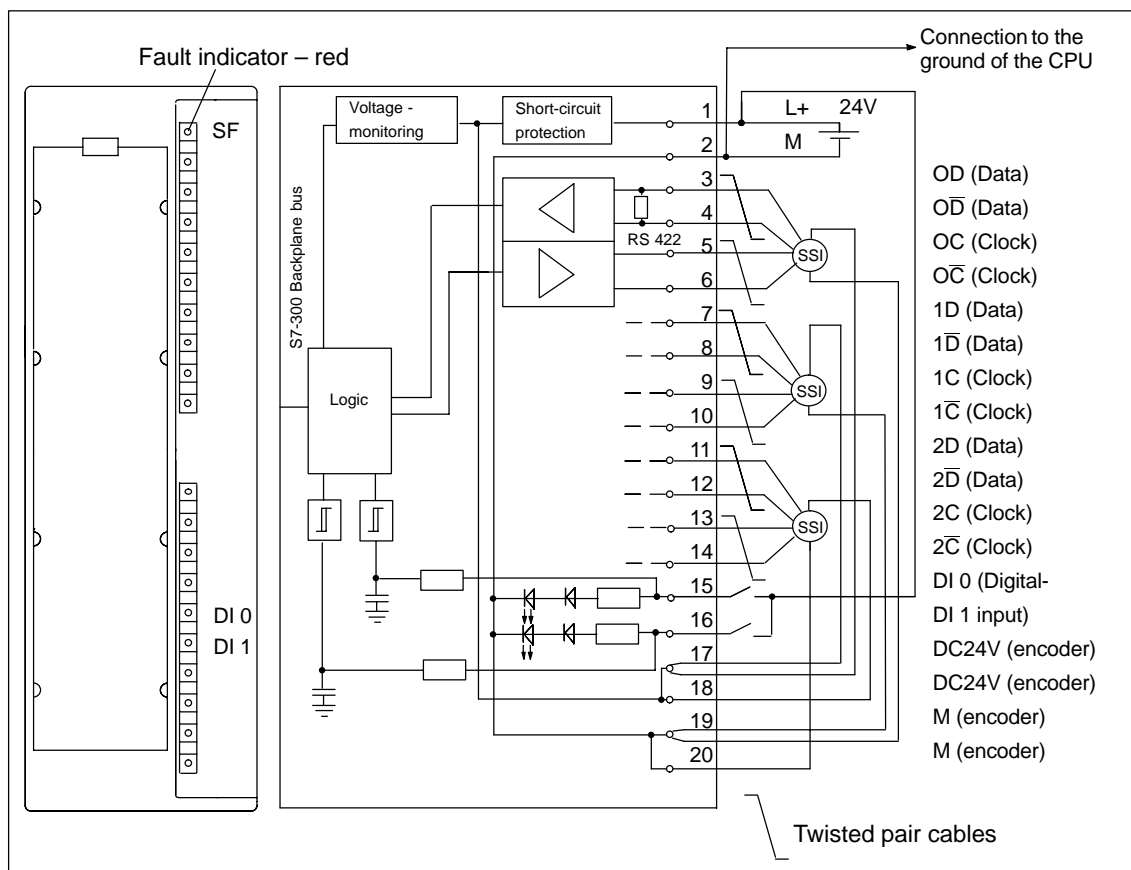 Connection to the
ground of the CPU
Fault indicator – red
SF
DI 0
DI 1
Voltage -
monitoring
Short-circuit
protection
S7-300 Backplane bus
Logic
RS 422
L+
24V
M
1
2
3
4
5
6
7
8
9
10
11
12
13
14
15
16
17
18
19
20
SSI
SSI
SSI
OD (Data)
OD̅ (Data)
OC (Clock)
OC̅ (Clock)
1D (Data)
1D̅ (Data)
1C (Clock)
1C̅ (Clock)
2D (Data)
2D̅ (Data)
2C (Clock)
2C̅ (Clock)
DI 0 (Digital-
DI 1 input)
DC24V (encoder)
DC24V (encoder)
M (encoder)
M (encoder)
Twisted pair cables